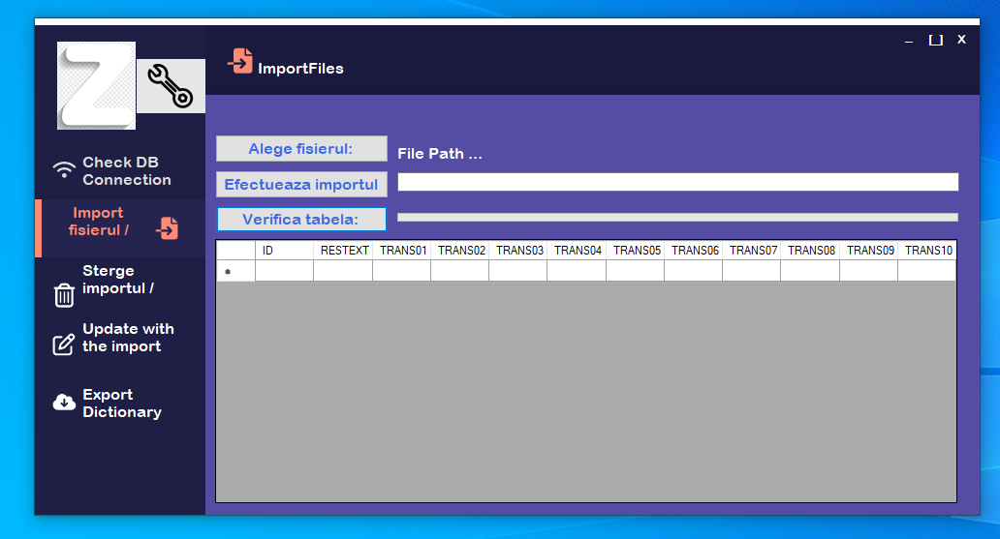 _ [ ] X
ImportFiles
Check DB
Connection
Import
fisierul /
Sterge
importul /
Update with
the import
Export
Dictionary
Alege fisierul:
File Path ...
Efectueaza importul
Verifica tabela:
ID RESTEXT TRANS01 TRANS02 TRANS03 TRANS04 TRANS05 TRANS06 TRANS07 TRANS08 TRANS09 TRANS10
*